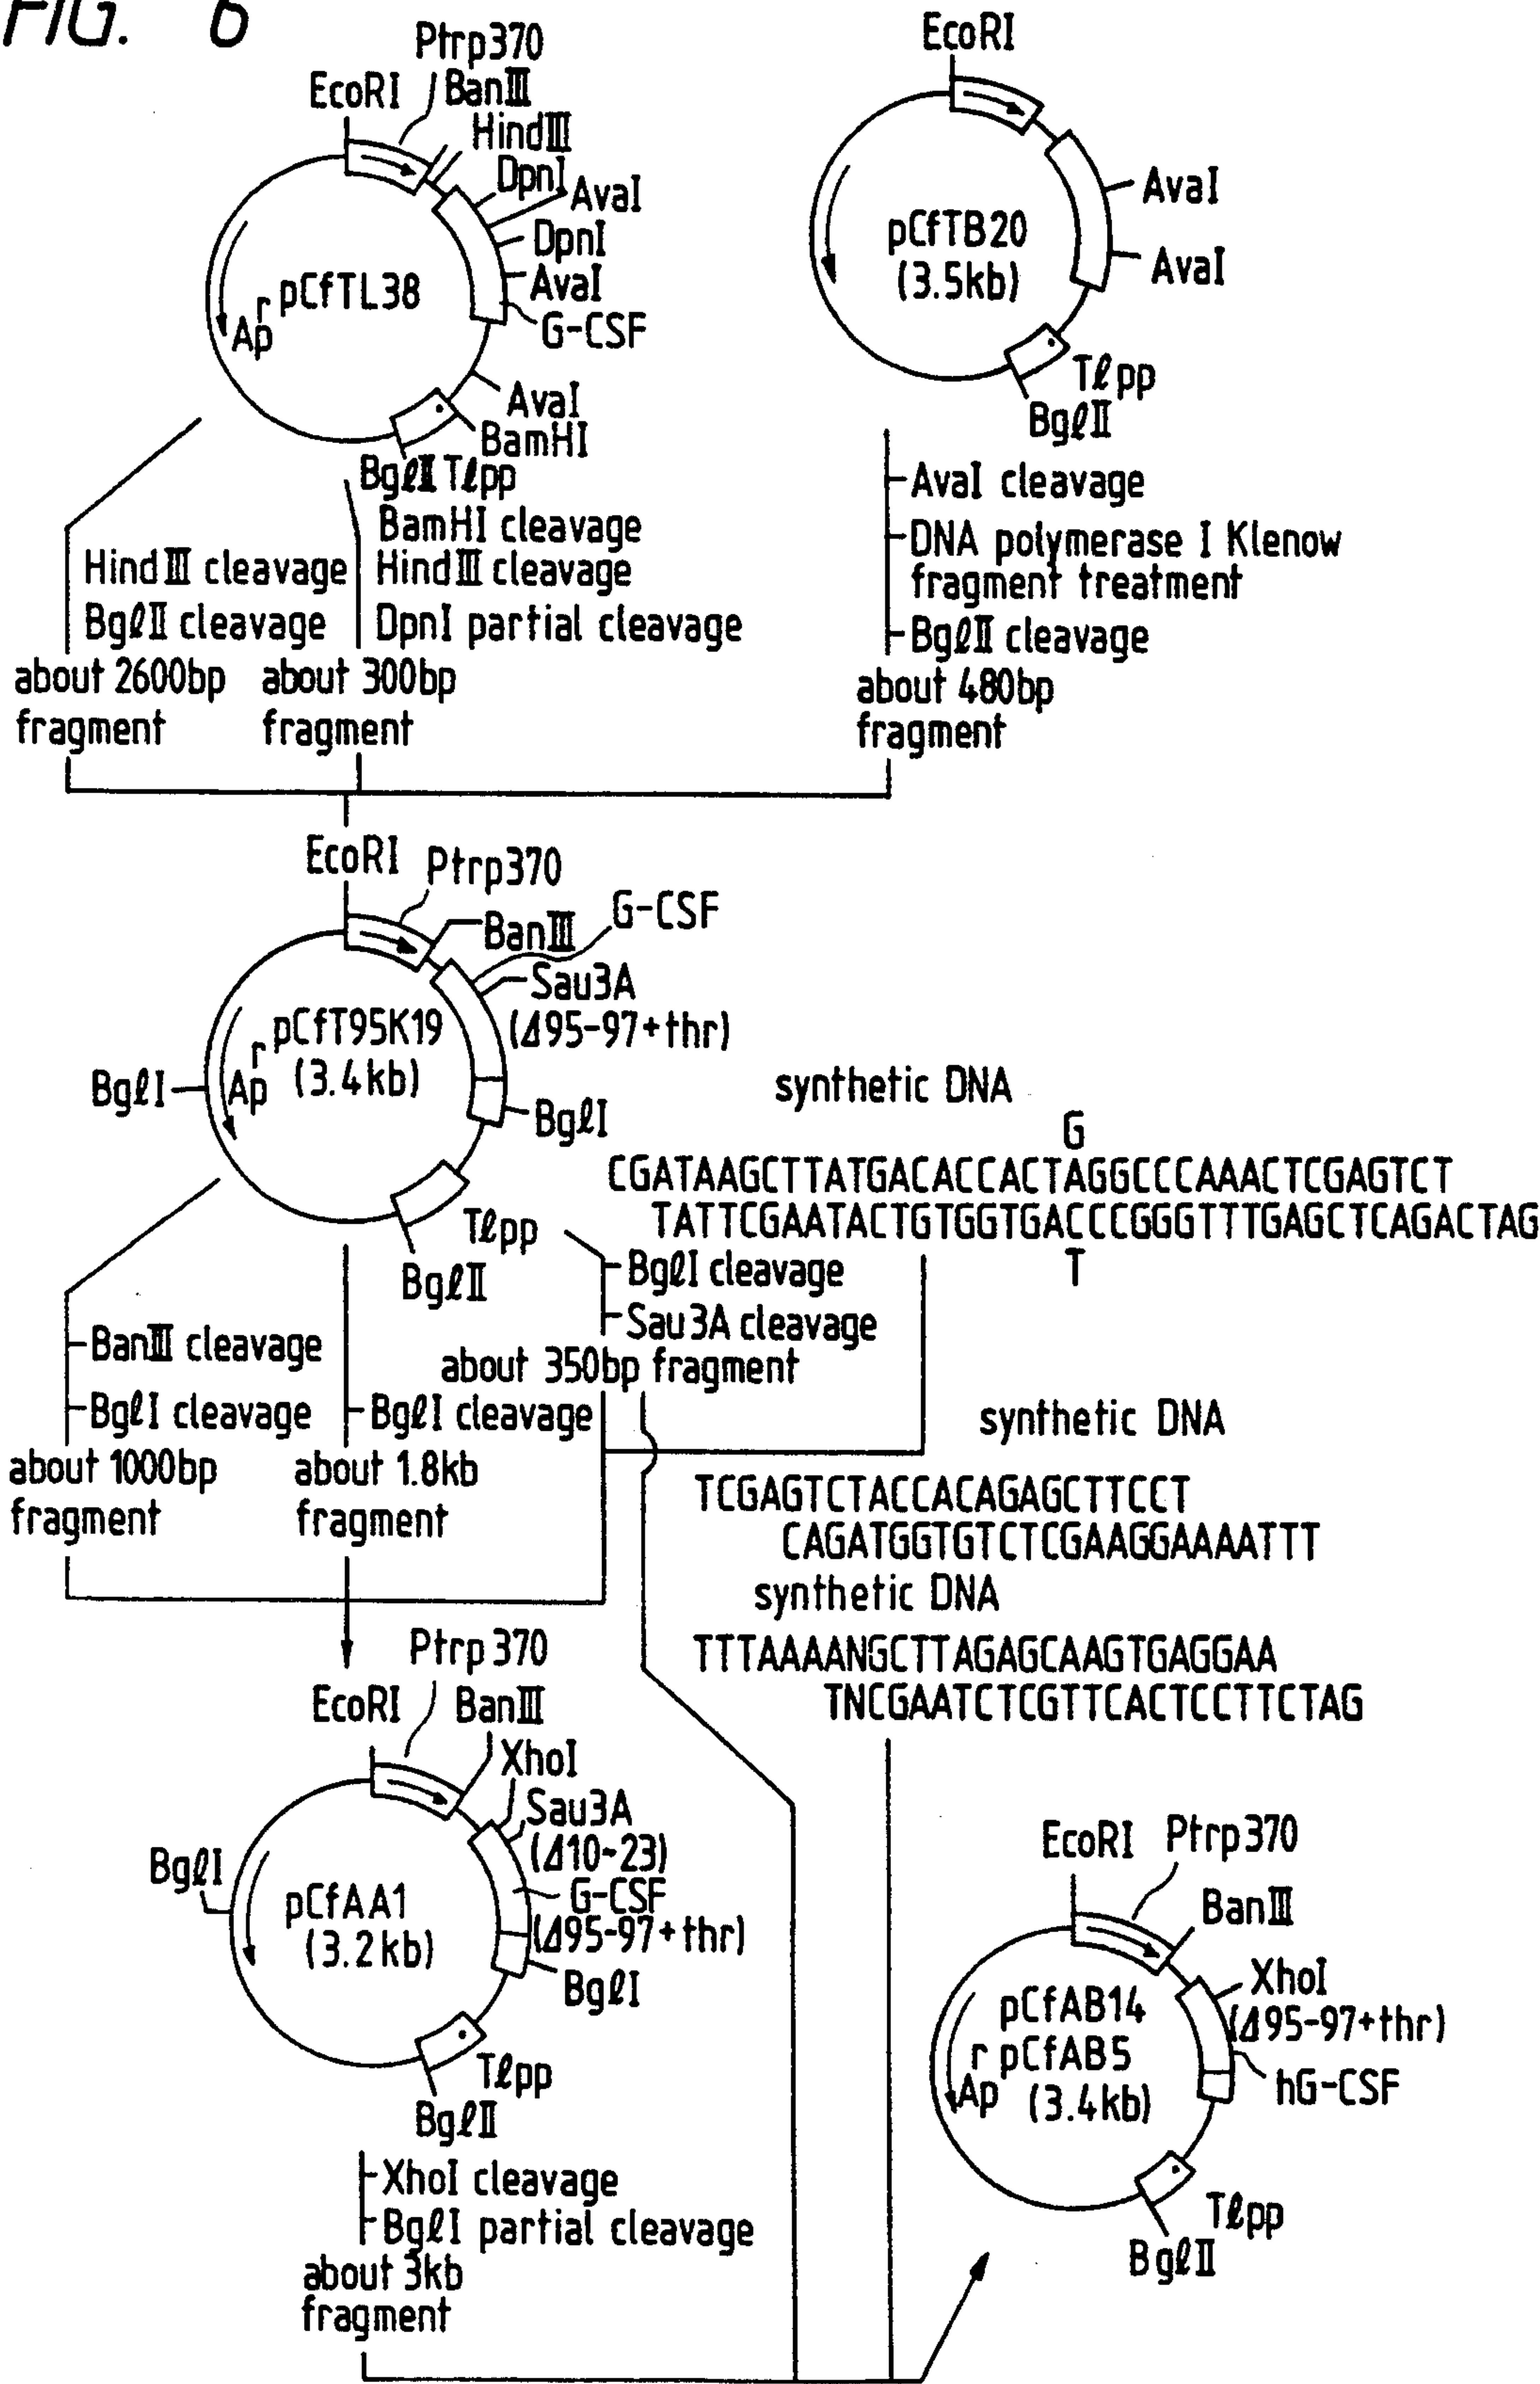 FIG. 6
Ptrp370
EcoRI
BanIII
HindIII
DpnI
AvaI
DpnI
AvaI
G-CSF
pCfTL38
Apr
AvaI
BamHI
BglII
Tlpp
EcoRI
AvaI
pCfTB20
(3.5kb)
AvaI
Tlpp
BglII
HindIII cleavage
BglII cleavage
about 2600bp
fragment
BamHI cleavage
HindIII cleavage
DpnI partial cleavage
about 300bp
fragment
AvaI cleavage
DNA polymerase I Klenow
fragment treatment
BglII cleavage
about 480bp
fragment
EcoRI
Ptrp370
BanIII
G-CSF
Sau3A
(Δ95-97+thr)
pCfT95K19
Apr
(3.4kb)
BglI
BglI
Tlpp
BglII
synthetic DNA
G
CGATAAGCTTATGACACCACTAGGCCCAAACTCGAGTCT
TATTCGAATACTGTGGTGACCCGGGTTTGAGCTCAGACTAG
T
BanIII cleavage
BglI cleavage
about 1000bp
fragment
BglI cleavage
about 1.8kb
fragment
BglI cleavage
Sau3A cleavage
about 350bp fragment
synthetic DNA
TCGAGTCTACCACAGAGCTTCCT
CAGATGGTGTCTCGAAGGAAAATTT
synthetic DNA
TTTAAAANGCTTAGAGCAAGTGAGGAA
TNCGAATCTCGTTCACTCCTTCTAG
Ptrp370
EcoRI
BanIII
XhoI
Sau3A
(Δ10~23)
G-CSF
(Δ95-97+thr)
BglI
pCfAA1
(3.2kb)
BglI
Tlpp
BglII
XhoI cleavage
BglI partial cleavage
about 3kb
fragment
EcoRI
Ptrp370
BanIII
XhoI
(Δ95-97+thr)
pCfAB14
pCfAB5
Apr
(3.4kb)
hG-CSF
Tlpp
BglII